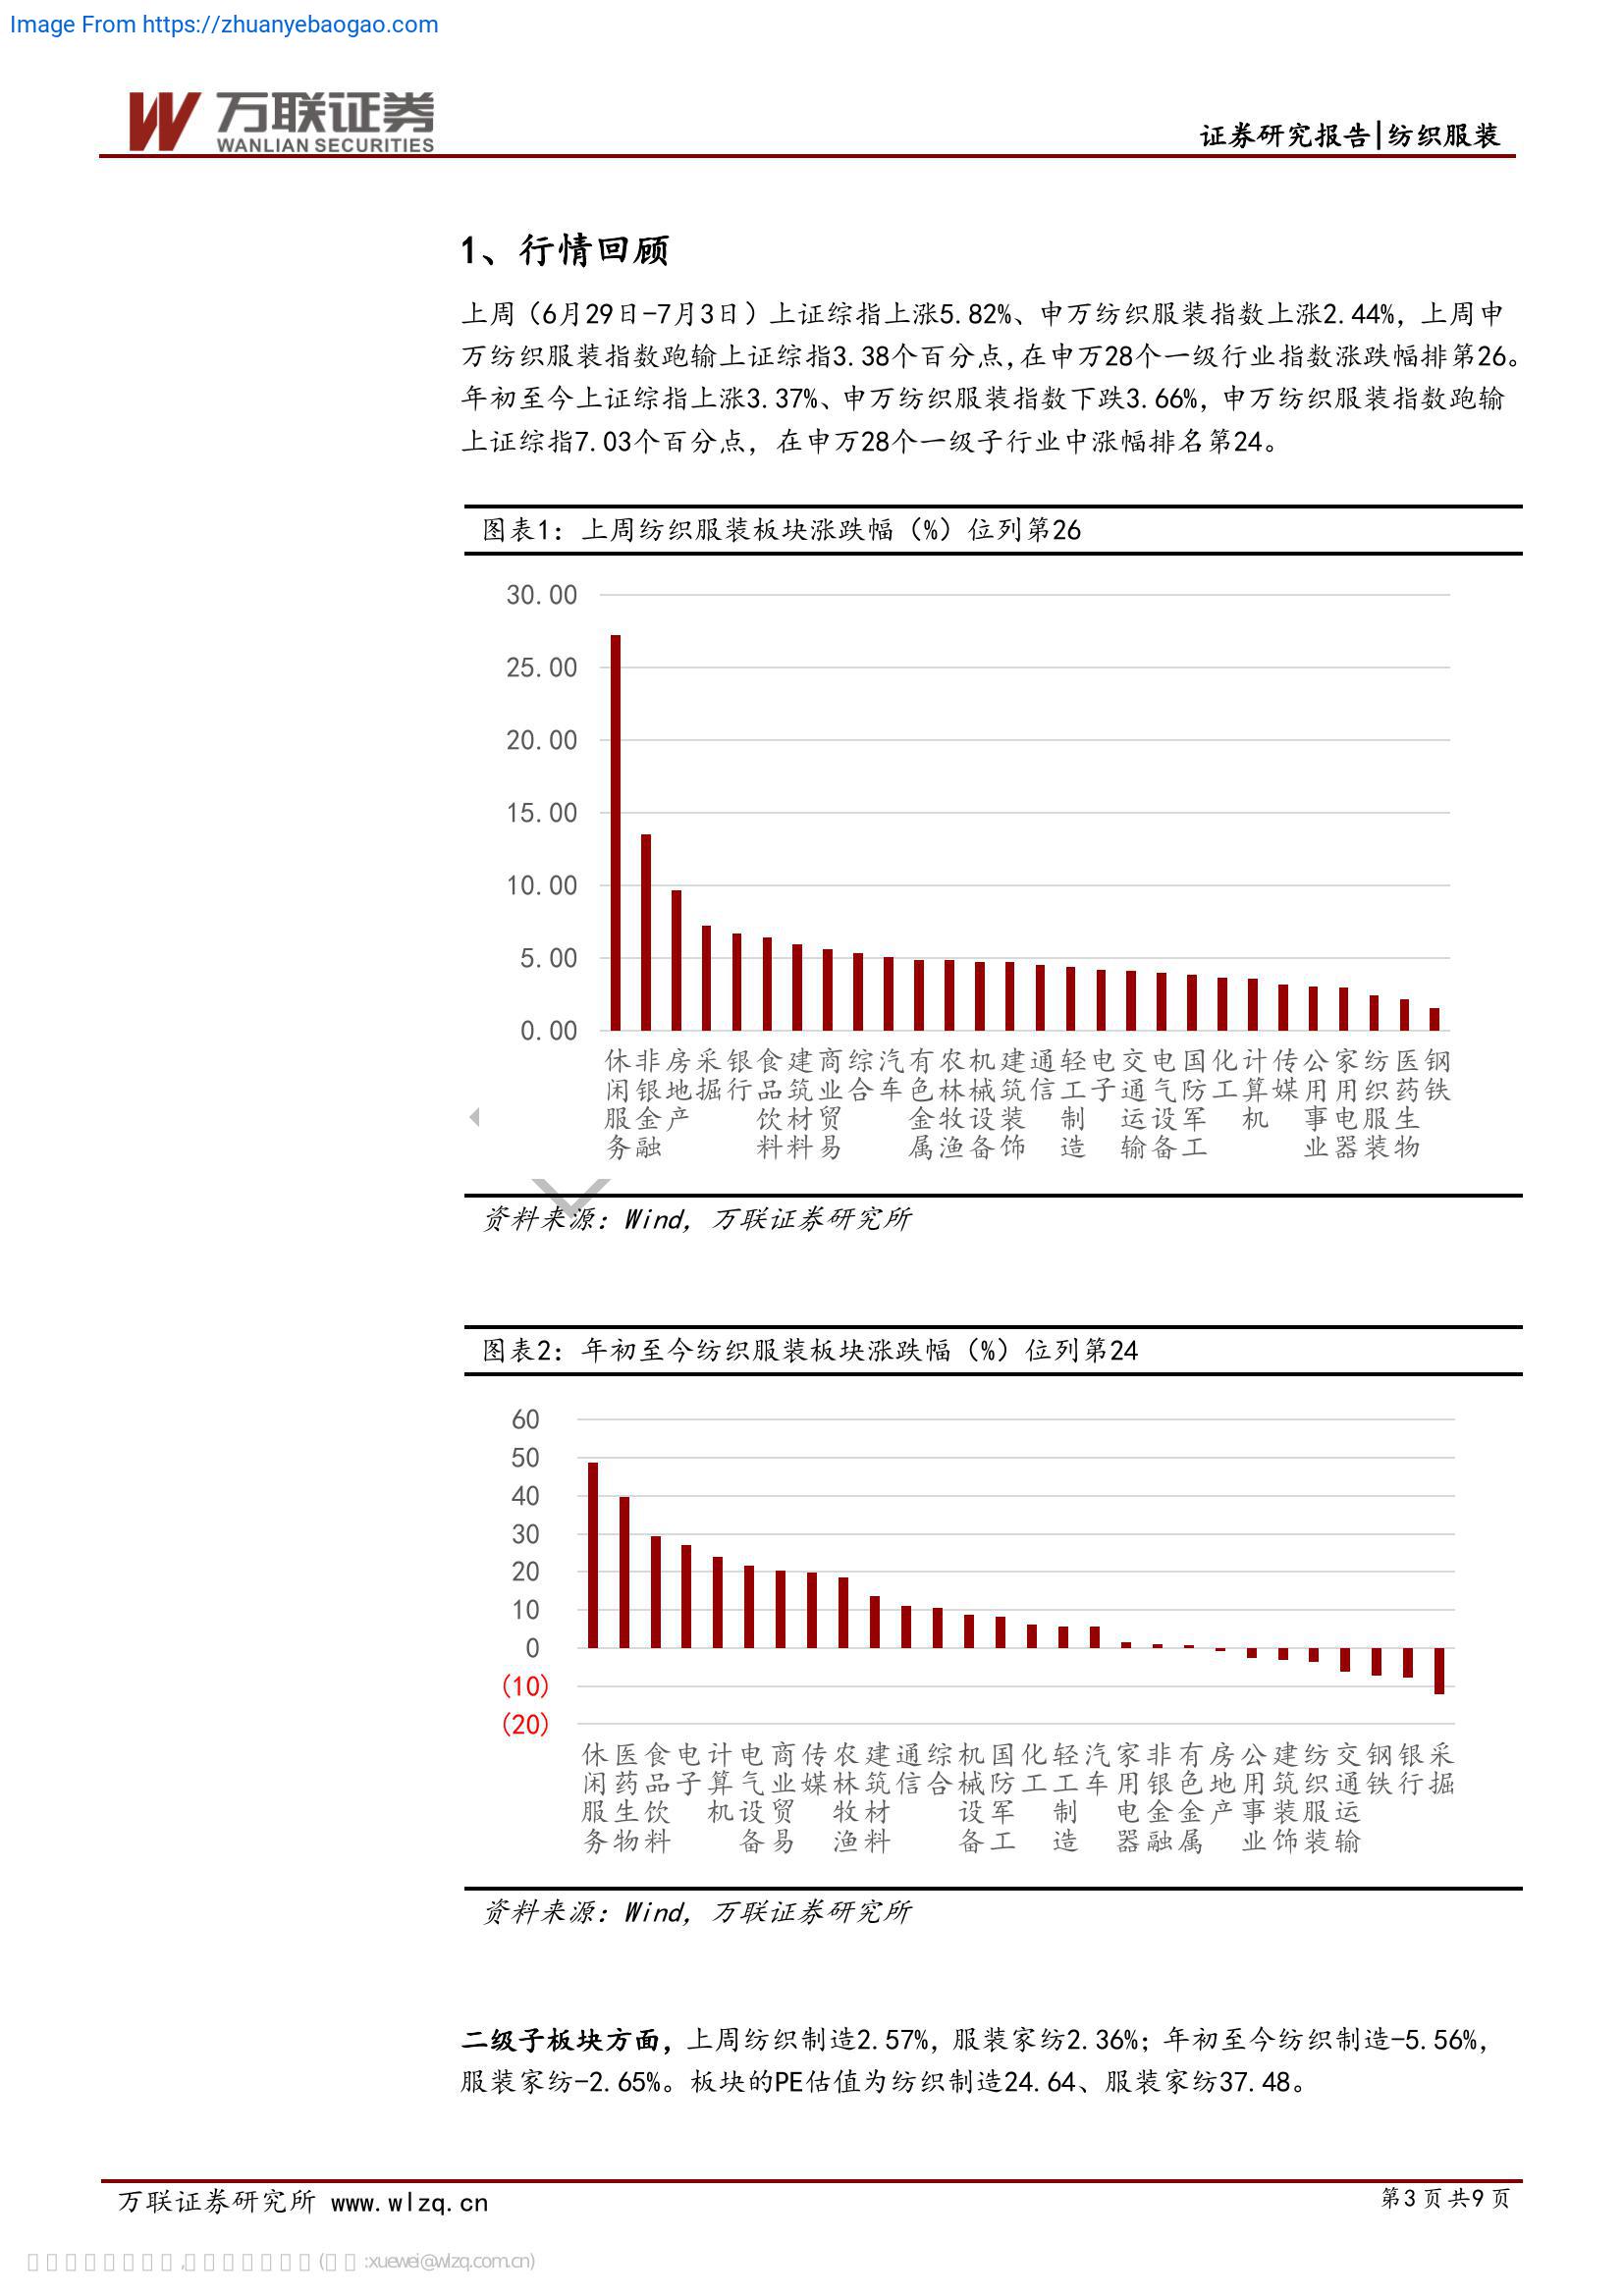 Image From https://zhuanyebaogao.com
万联证券
WANLIAN SECURITIES
证券研究报告|纺织服装
1、行情回顾
上周（6月29日-7月3日）上证综指上涨5.82%、申万纺织服装指数上涨2.44%，上周申
万纺织服装指数跑输上证综指3.38个百分点,在申万28个一级行业指数涨跌幅排第26。
年初至今上证综指上涨3.37%、申万纺织服装指数下跌3.66%，申万纺织服装指数跑输
上证综指7.03个百分点，在申万28个一级子行业中涨幅排名第24。
图表1：上周纺织服装板块涨跌幅（%）位列第26
30.00
25.00
20.00
15.00
10.00
5.00
0.00
休闲服务
非银金融
房地产
采掘
银行
食品饮料
建筑材料
商业贸易
综合
汽车
有色金属
农林牧渔
机械设备
建筑装饰
通信
轻工制造
电子
交通运输
电气设备
国防军工
化工
计算机
传媒
公用事业
家用电器
纺织服装
医药生物
钢铁
资料来源：Wind，万联证券研究所
图表2：年初至今纺织服装板块涨跌幅（%）位列第24
60
50
40
30
20
10
0
(10)
(20)
休闲服务
医药生物
食品饮料
电子
计算机
电气设备
商业贸易
传媒
农林牧渔
建筑材料
通信
综合
机械设备
国防军工
化工
轻工制造
汽车
家用电器
非银金融
有色金属
房地产
公用事业
建筑装饰
纺织服装
交通运输
钢铁
银行
采掘
资料来源：Wind，万联证券研究所
二级子板块方面，上周纺织制造2.57%，服装家纺2.36%；年初至今纺织制造-5.56%，
服装家纺-2.65%。板块的PE估值为纺织制造24.64、服装家纺37.48。
万联证券研究所 www.wlzq.cn
第3页共9页
:xuewei@wlzq.com.cn)